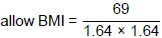 allow BMI = 69 / 1.64 × 1.64